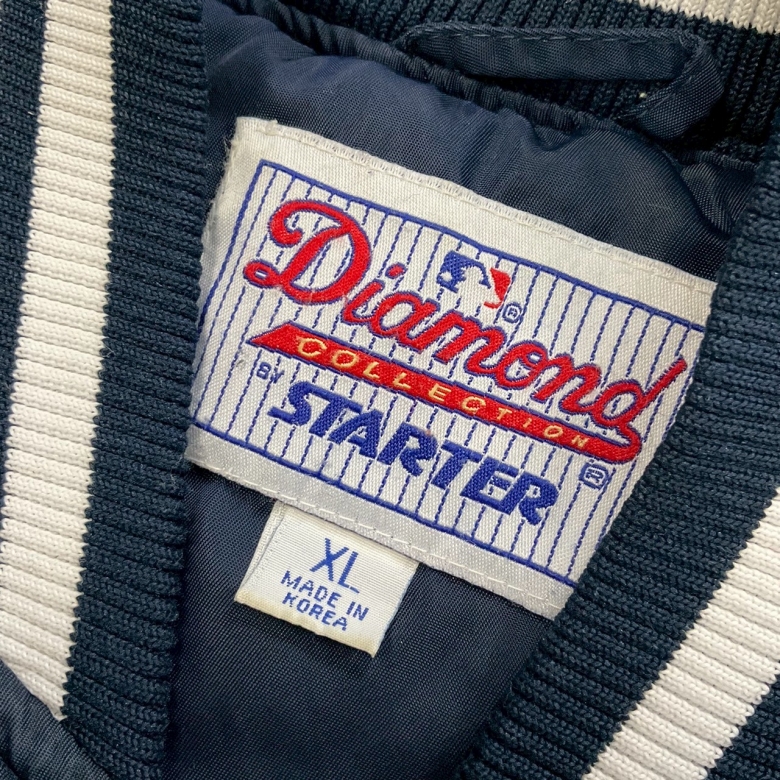 Diamond ®
COLLECTION
BY
STARTER ®
XL
MADE IN
KOREA